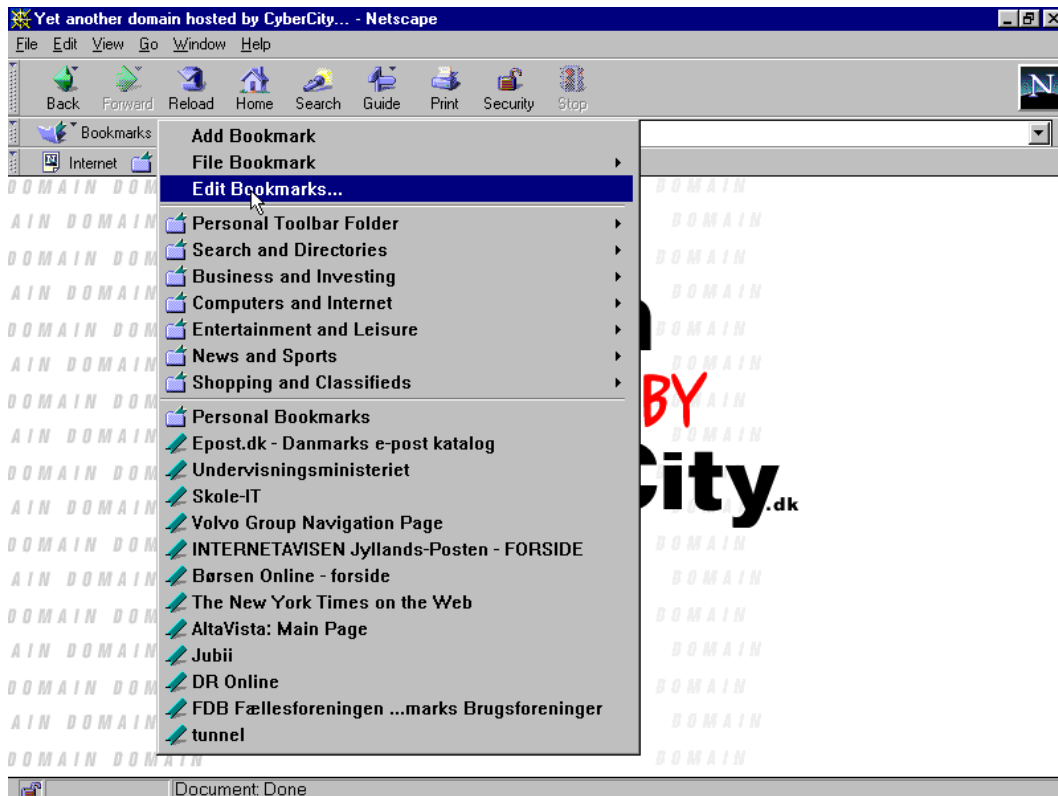 Yet another domain hosted by CyberCity... - Netscape
File Edit View Go Window Help
Back Forward Reload Home Search Guide Print Security Stop
N
Bookmarks
Internet
Add Bookmark
File Bookmark
Edit Bookmarks...
Personal Toolbar Folder
Search and Directories
Business and Investing
Computers and Internet
Entertainment and Leisure
News and Sports
Shopping and Classifieds
Personal Bookmarks
Epost.dk - Danmarks e-post katalog
Undervisningsministeriet
Skole-IT
Volvo Group Navigation Page
INTERNETAVISEN Jyllands-Posten - FORSIDE
Børsen Online - forside
The New York Times on the Web
AltaVista: Main Page
Jubii
DR Online
FDB Fællesforeningen ...marks Brugsforeninger
tunnel
BY
City.dk
DOMAIN DOMAIN DOMAIN
Document: Done